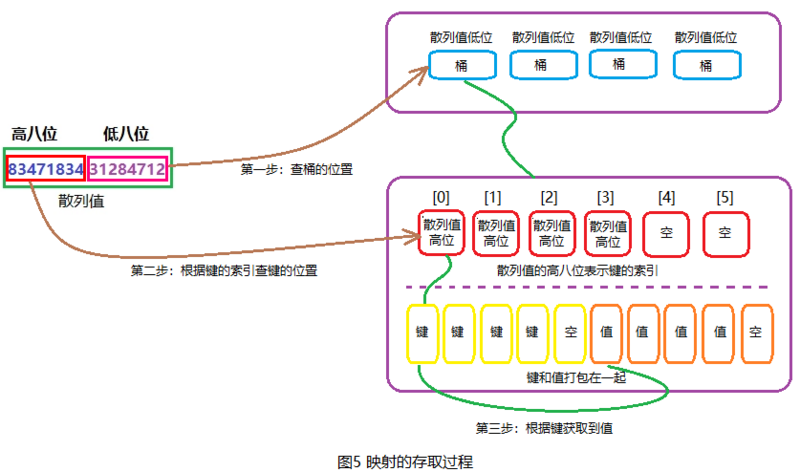 散列值低位 散列值低位 散列值低位 散列值低位
桶 桶 桶 桶
高八位 低八位
83471834 31284712
散列值
第一步：查桶的位置
[0] [1] [2] [3] [4] [5]
散列值高位 散列值高位 散列值高位 散列值高位 空 空
第二步：根据键的索引查键的位置
散列值的高八位表示键的索引
键 键 键 键 空 值 值 值 值 空
键和值打包在一起
第三步：根据键获取到值
图5 映射的存取过程